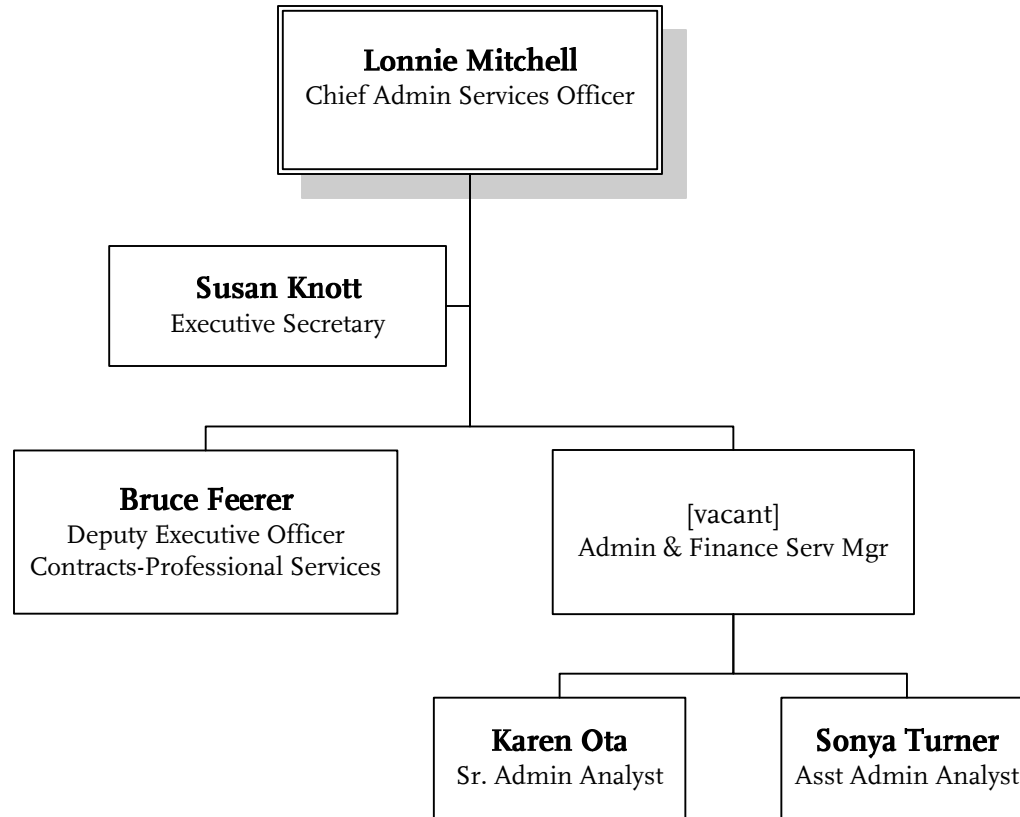 Lonnie Mitchell
Chief Admin Services Officer
Susan Knott
Executive Secretary
Bruce Feerer
Deputy Executive Officer
Contracts-Professional Services
[vacant]
Admin & Finance Serv Mgr
Karen Ota
Sr. Admin Analyst
Sonya Turner
Asst Admin Analyst